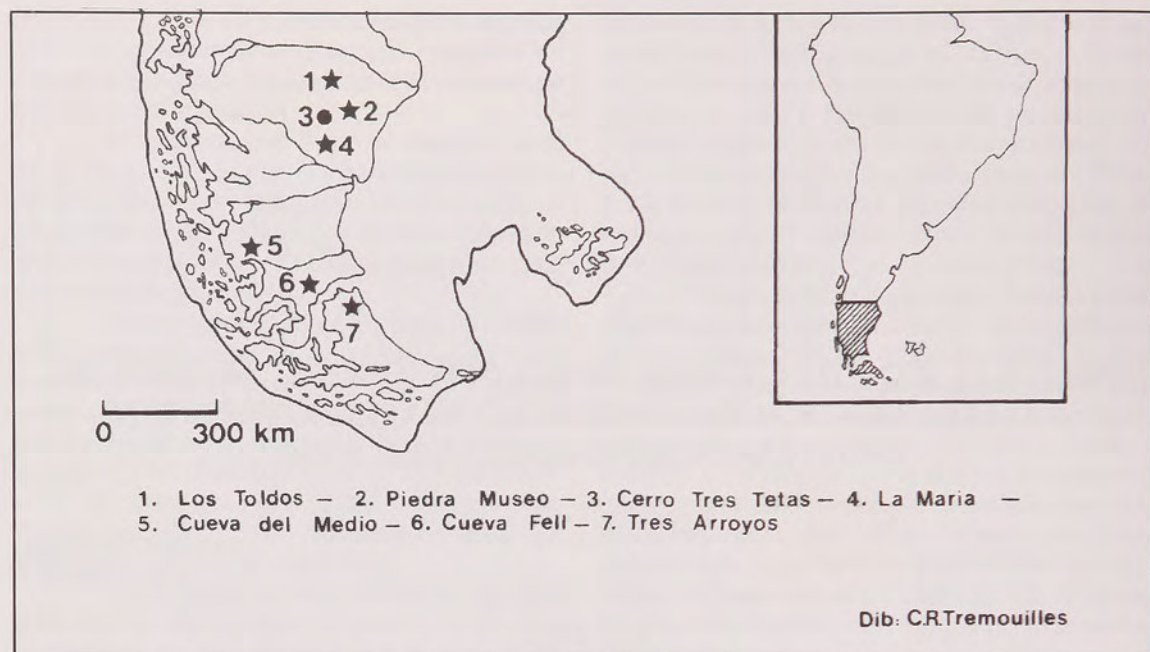 1
2
3
4
5
6
7
0 300 km
1. Los Toldos – 2. Piedra Museo – 3. Cerro Tres Tetas – 4. La Maria –
5. Cueva del Medio – 6. Cueva Fell – 7. Tres Arroyos
Dib: C.R.Tremouilles